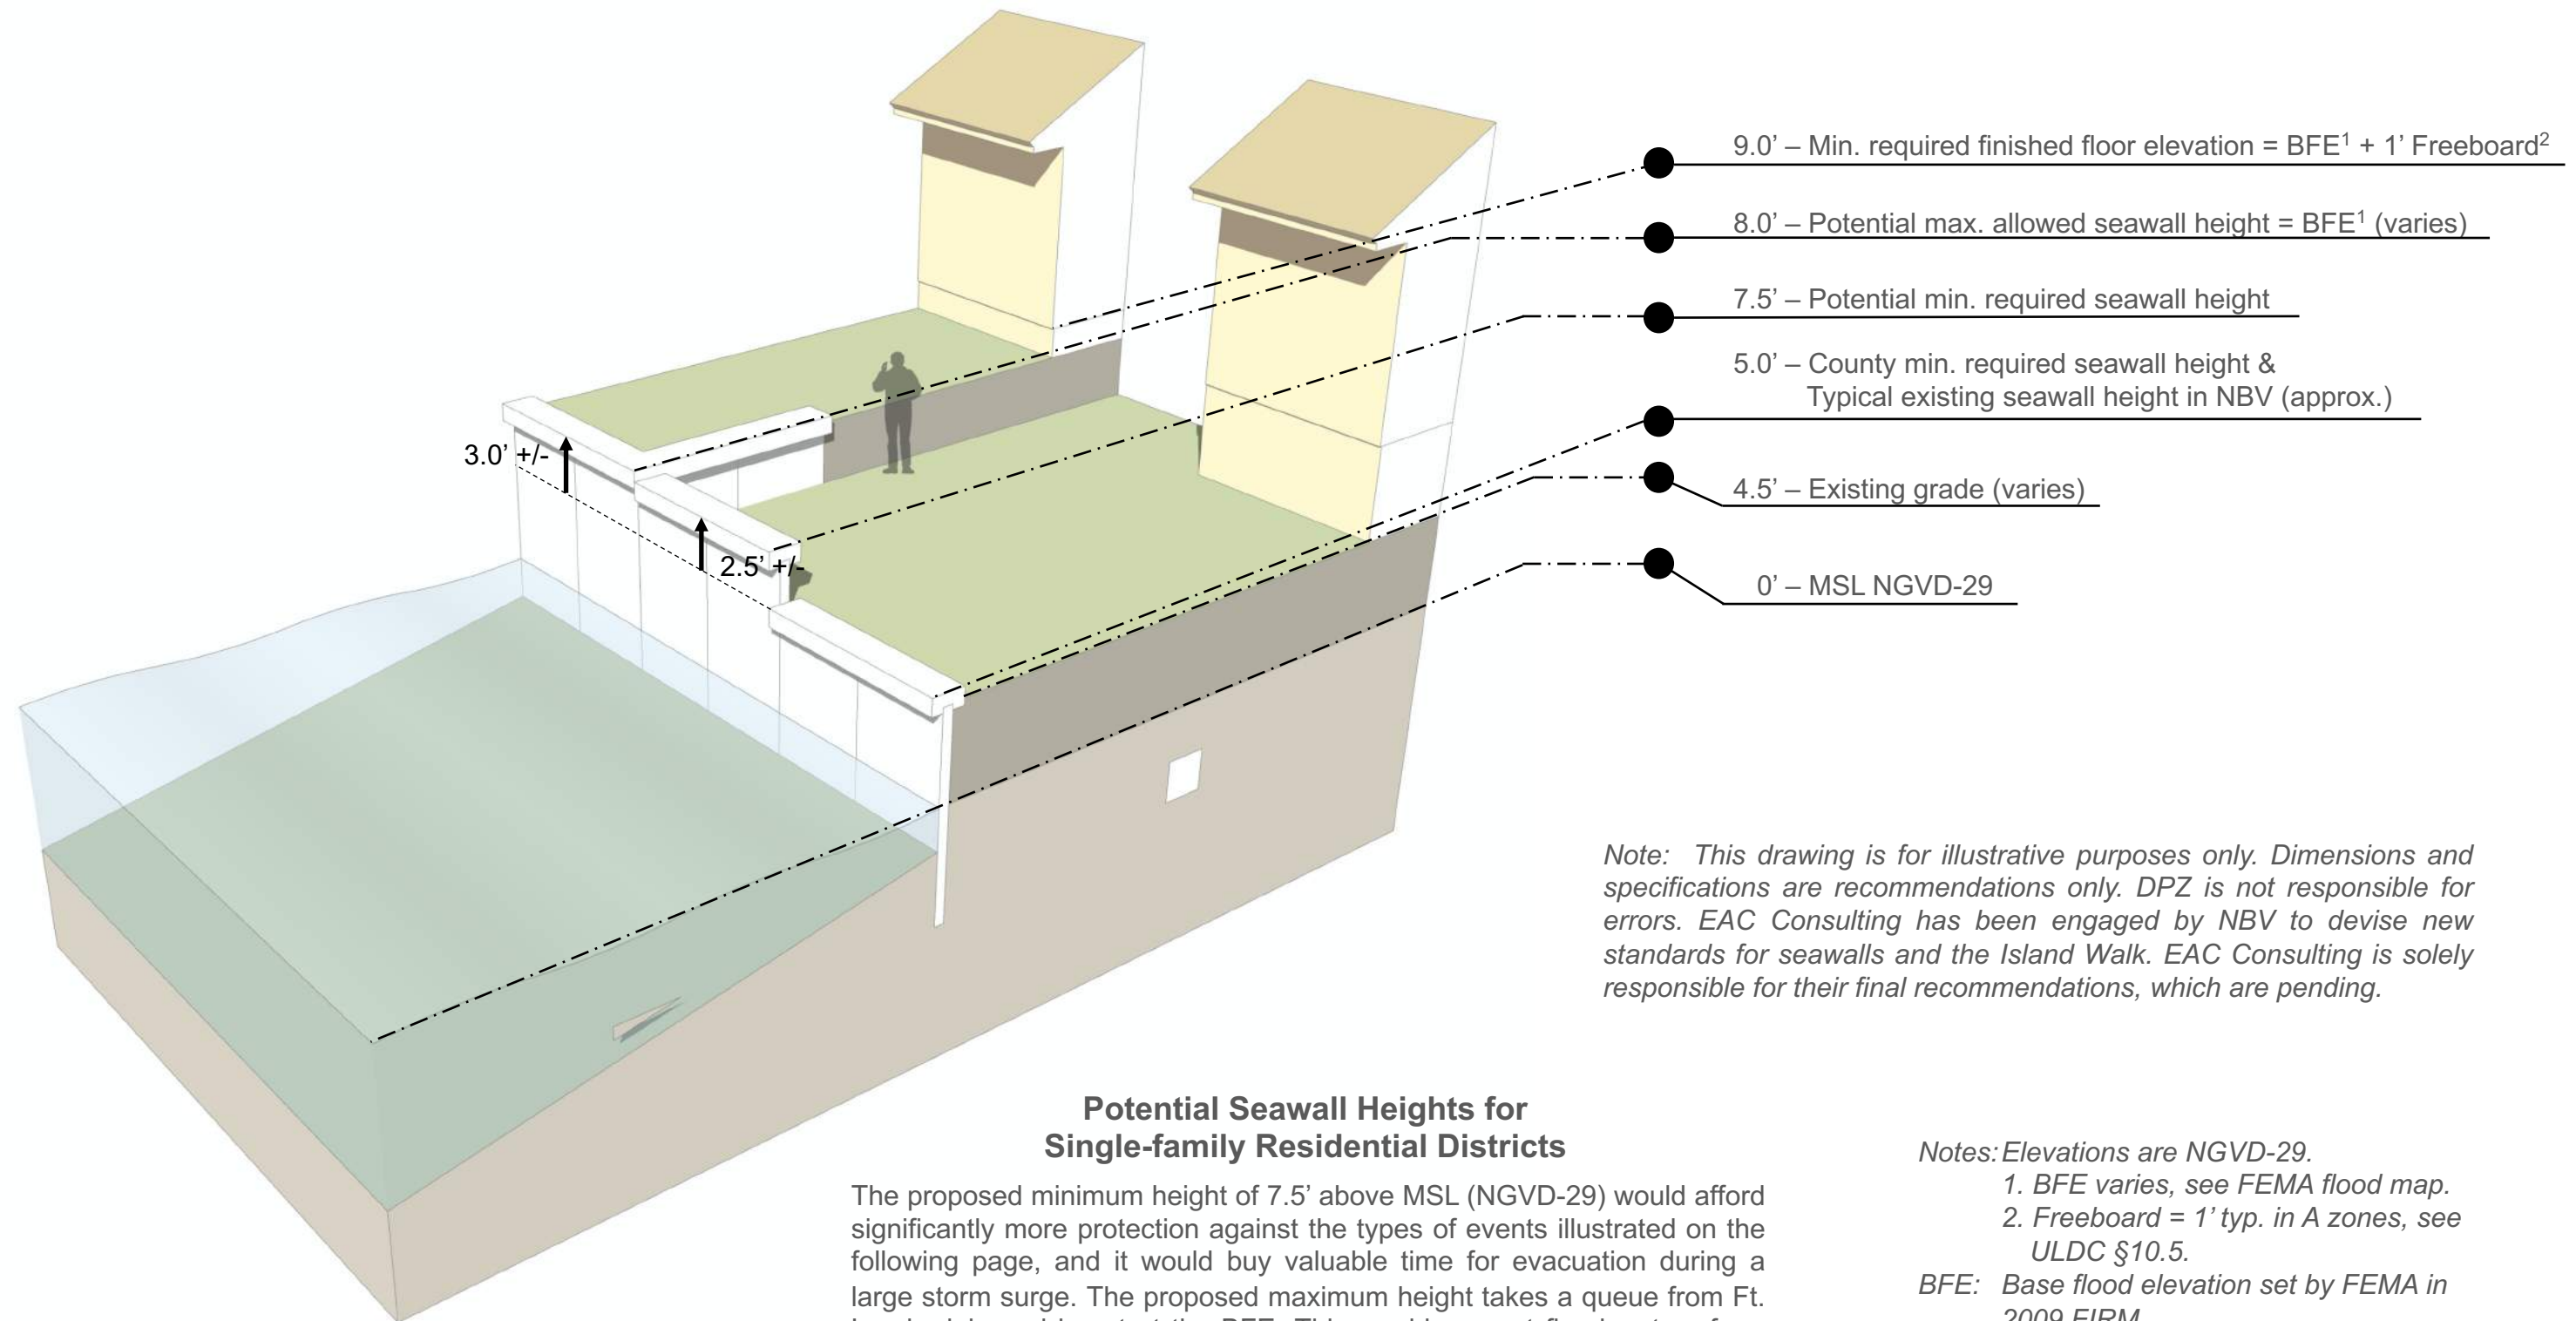 9.0’ – Min. required finished floor elevation = BFE¹ + 1’ Freeboard²
8.0’ – Potential max. allowed seawall height = BFE¹ (varies)
7.5’ – Potential min. required seawall height
5.0’ – County min. required seawall height &
Typical existing seawall height in NBV (approx.)
4.5’ – Existing grade (varies)
0’ – MSL NGVD-29
3.0’ +/-
2.5’ +/-
Note: This drawing is for illustrative purposes only. Dimensions and
specifications are recommendations only. DPZ is not responsible for
errors. EAC Consulting has been engaged by NBV to devise new
standards for seawalls and the Island Walk. EAC Consulting is solely
responsible for their final recommendations, which are pending.
Potential Seawall Heights for
Single-family Residential Districts
The proposed minimum height of 7.5’ above MSL (NGVD-29) would afford
significantly more protection against the types of events illustrated on the
following page, and it would buy valuable time for evacuation during a
large storm surge. The proposed maximum height takes a queue from Ft.
Notes: Elevations are NGVD-29.
1. BFE varies, see FEMA flood map.
2. Freeboard = 1’ typ. in A zones, see
ULDC §10.5.
BFE: Base flood elevation set by FEMA in
2009 FIRM